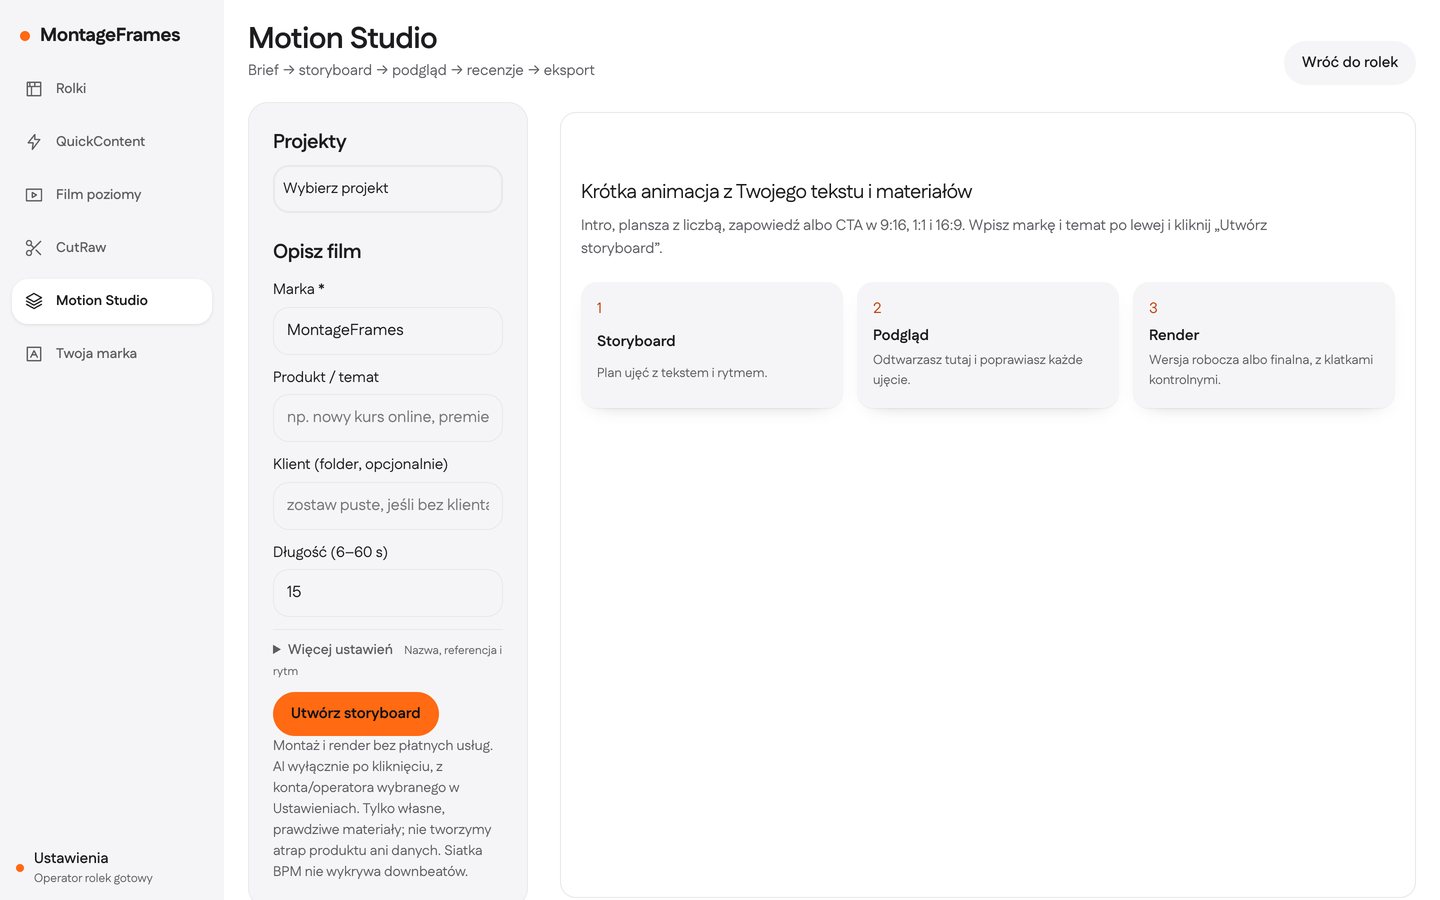 MontageFrames
Rolki
QuickContent
Film poziomy
CutRaw
Motion Studio
Twoja marka
Ustawienia
Operator rolek gotowy
Motion Studio
Brief → storyboard → podgląd → recenzje → eksport
Wróć do rolek
Projekty
Wybierz projekt
Opisz film
Marka *
MontageFrames
Produkt / temat
np. nowy kurs online, premie
Klient (folder, opcjonalnie)
zostaw puste, jeśli bez klienta
Długość (6–60 s)
15
Więcej ustawień Nazwa, referencja i
rytm
Utwórz storyboard
Montaż i render bez płatnych usług.
AI wyłącznie po kliknięciu, z
konta/operatora wybranego w
Ustawieniach. Tylko własne,
prawdziwe materiały; nie tworzymy
atrap produktu ani danych. Siatka
BPM nie wykrywa downbeatów.
Krótka animacja z Twojego tekstu i materiałów
Intro, plansza z liczbą, zapowiedź albo CTA w 9:16, 1:1 i 16:9. Wpisz markę i temat po lewej i kliknij „Utwórz
storyboard”.
1
Storyboard
Plan ujęć z tekstem i rytmem.
2
Podgląd
Odtwarzasz tutaj i poprawiasz każde
ujęcie.
3
Render
Wersja robocza albo finalna, z klatkami
kontrolnymi.